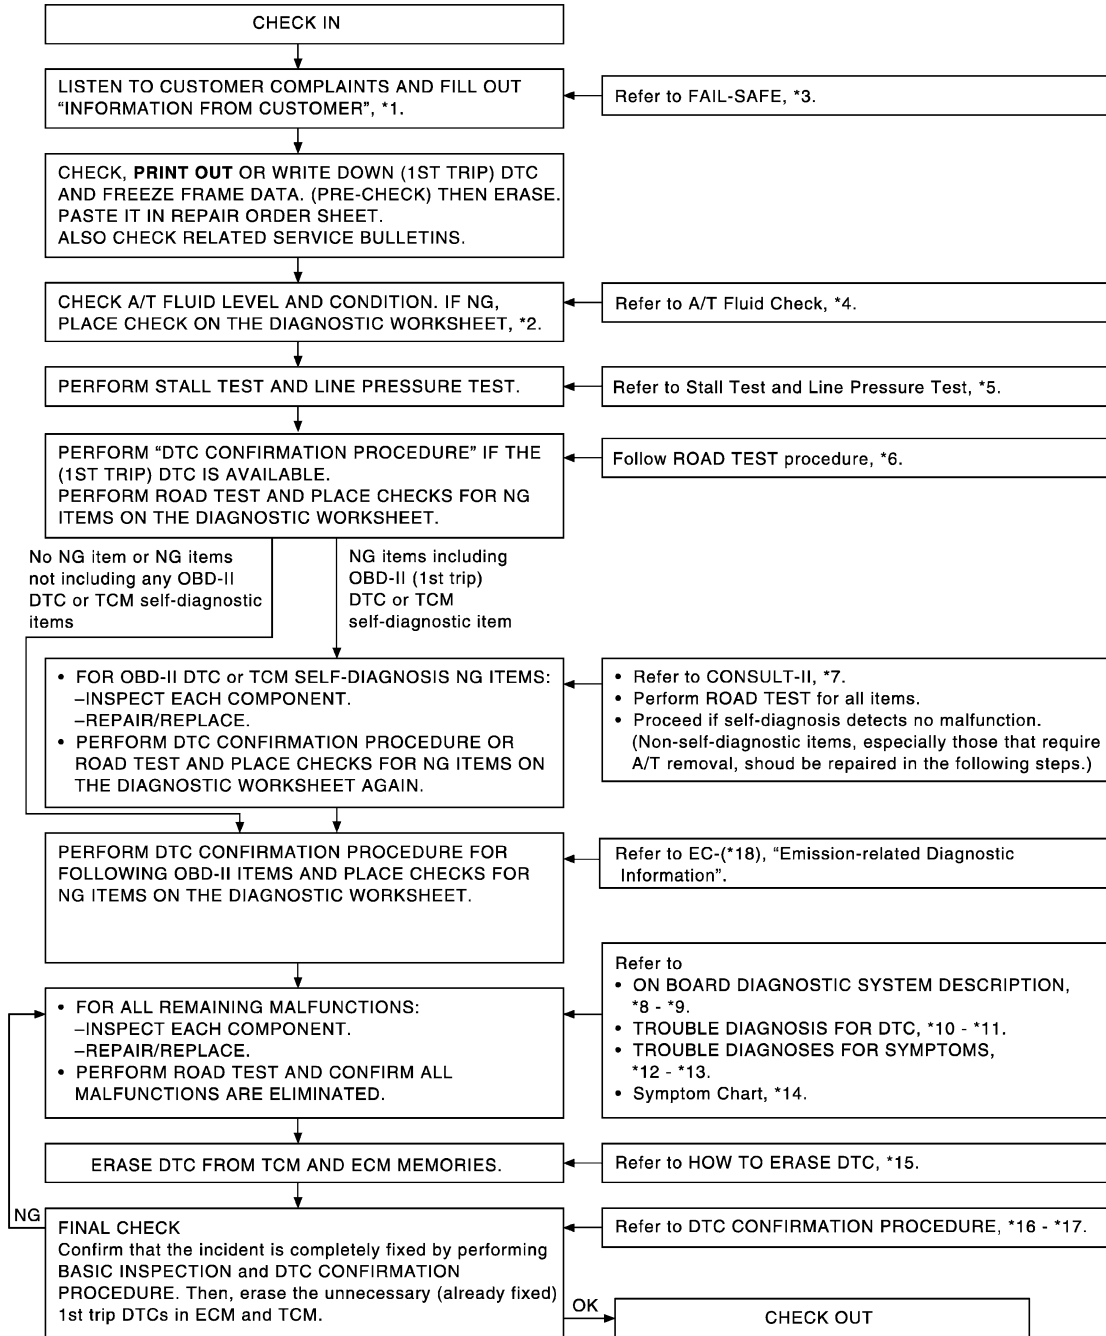 CHECK IN
LISTEN TO CUSTOMER COMPLAINTS AND FILL OUT
“INFORMATION FROM CUSTOMER”, *1.
Refer to FAIL-SAFE, *3.
CHECK, PRINT OUT OR WRITE DOWN (1ST TRIP) DTC
AND FREEZE FRAME DATA. (PRE-CHECK) THEN ERASE.
PASTE IT IN REPAIR ORDER SHEET.
ALSO CHECK RELATED SERVICE BULLETINS.
CHECK A/T FLUID LEVEL AND CONDITION. IF NG,
PLACE CHECK ON THE DIAGNOSTIC WORKSHEET, *2.
Refer to A/T Fluid Check, *4.
PERFORM STALL TEST AND LINE PRESSURE TEST.
Refer to Stall Test and Line Pressure Test, *5.
PERFORM “DTC CONFIRMATION PROCEDURE” IF THE
(1ST TRIP) DTC IS AVAILABLE.
PERFORM ROAD TEST AND PLACE CHECKS FOR NG
ITEMS ON THE DIAGNOSTIC WORKSHEET.
Follow ROAD TEST procedure, *6.
No NG item or NG items
not including any OBD-II
DTC or TCM self-diagnostic
items
NG items including
OBD-II (1st trip)
DTC or TCM
self-diagnostic item
• FOR OBD-II DTC or TCM SELF-DIAGNOSIS NG ITEMS:
–INSPECT EACH COMPONENT.
–REPAIR/REPLACE.
• PERFORM DTC CONFIRMATION PROCEDURE OR
ROAD TEST AND PLACE CHECKS FOR NG ITEMS ON
THE DIAGNOSTIC WORKSHEET AGAIN.
• Refer to CONSULT-II, *7.
• Perform ROAD TEST for all items.
• Proceed if self-diagnosis detects no malfunction.
(Non-self-diagnostic items, especially those that require
A/T removal, shoud be repaired in the following steps.)
PERFORM DTC CONFIRMATION PROCEDURE FOR
FOLLOWING OBD-II ITEMS AND PLACE CHECKS FOR
NG ITEMS ON THE DIAGNOSTIC WORKSHEET.
Refer to EC-(*18), “Emission-related Diagnostic
Information”.
• FOR ALL REMAINING MALFUNCTIONS:
–INSPECT EACH COMPONENT.
–REPAIR/REPLACE.
• PERFORM ROAD TEST AND CONFIRM ALL
MALFUNCTIONS ARE ELIMINATED.
Refer to
• ON BOARD DIAGNOSTIC SYSTEM DESCRIPTION,
*8 - *9.
• TROUBLE DIAGNOSIS FOR DTC, *10 - *11.
• TROUBLE DIAGNOSES FOR SYMPTOMS,
*12 - *13.
• Symptom Chart, *14.
ERASE DTC FROM TCM AND ECM MEMORIES.
Refer to HOW TO ERASE DTC, *15.
NG
FINAL CHECK
Confirm that the incident is completely fixed by performing
BASIC INSPECTION and DTC CONFIRMATION
PROCEDURE. Then, erase the unnecessary (already fixed)
1st trip DTCs in ECM and TCM.
Refer to DTC CONFIRMATION PROCEDURE, *16 - *17.
OK
CHECK OUT